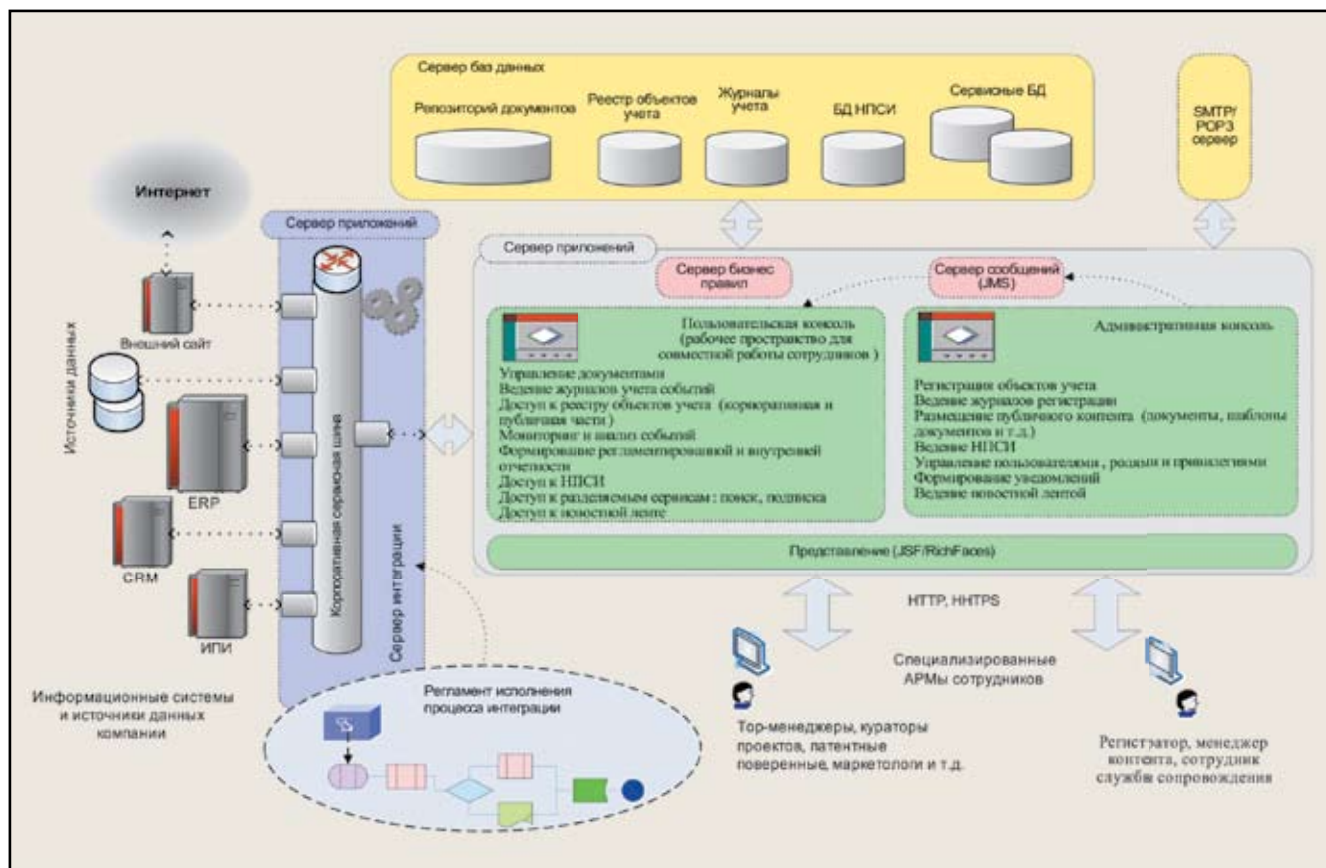 Сервер баз данных
Репозиторий документов
Реестр объектов
учета
Журналы
учета
БД НПСИ
Сервисные БД
SMTP/
POP3
сервер
Интернет
Сервер приложений
Сервер приложений
Сервер бизнес
правил
Сервер сообщений
(JMS)
Источники данных
Внешний сайт
ERP
CRM
ИПИ
Корпоративная сервисная шина
Сервер интеграции
Пользовательская консоль
(рабочее пространство для
совместной работы сотрудников )
Управление документами
Ведение журналов учета событий
Доступ к реестру объектов учета (корпоративная и
публичная части )
Мониторинг и анализ событий
Формирование регламентированной и внутренней
отчетности
Доступ к НПСИ
Доступ к разделяемым сервисам : поиск, подписка
Доступ к новостной ленте
Административная консоль
Регистрация объектов учета
Ведение журналов регистрации
Размещение публичного контента (документы, шаблоны
документов и т.д.)
Ведение НПСИ
Управление пользователями , ролями и привилегиями
Формирование уведомлений
Ведение новостной лентой
Представление (JSF/RichFaces)
HTTP, HHTPS
Специализированные
АРМы сотрудников
Информационные системы
и источники данных
компании
Регламент исполнения
процесса интеграции
Top-менеджеры, кураторы
проектов, патентные
поверенные, маркетологи и т.д.
Регистратор, менеджер
контента, сотрудник
службы сопровождения